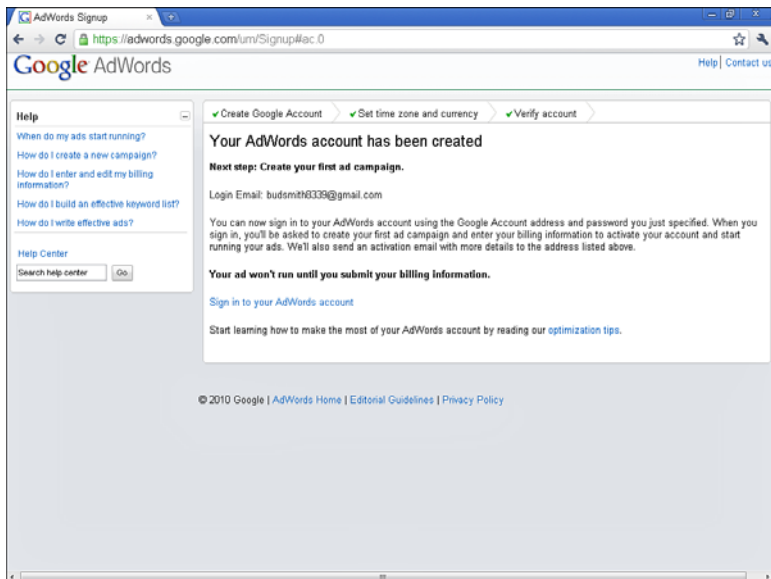 AdWords Signup
https://adwords.google.com/um/Signup#ac.0
Google AdWords
Help | Contact us
Help
When do my ads start running?
How do I create a new campaign?
How do I enter and edit my billing
information?
How do I build an effective keyword list?
How do I write effective ads?
Help Center
Search help center Go
Create Google Account Set time zone and currency Verify account
Your AdWords account has been created
Next step: Create your first ad campaign.
Login Email: budsmith8339@gmail.com
You can now sign in to your AdWords account using the Google Account address and password you just specified. When you
sign in, you'll be asked to create your first ad campaign and enter your billing information to activate your account and start
running your ads. We'll also send an activation email with more details to the address listed above.
Your ad won't run until you submit your billing information.
Sign in to your AdWords account
Start learning how to make the most of your AdWords account by reading our optimization tips.
© 2010 Google | AdWords Home | Editorial Guidelines | Privacy Policy